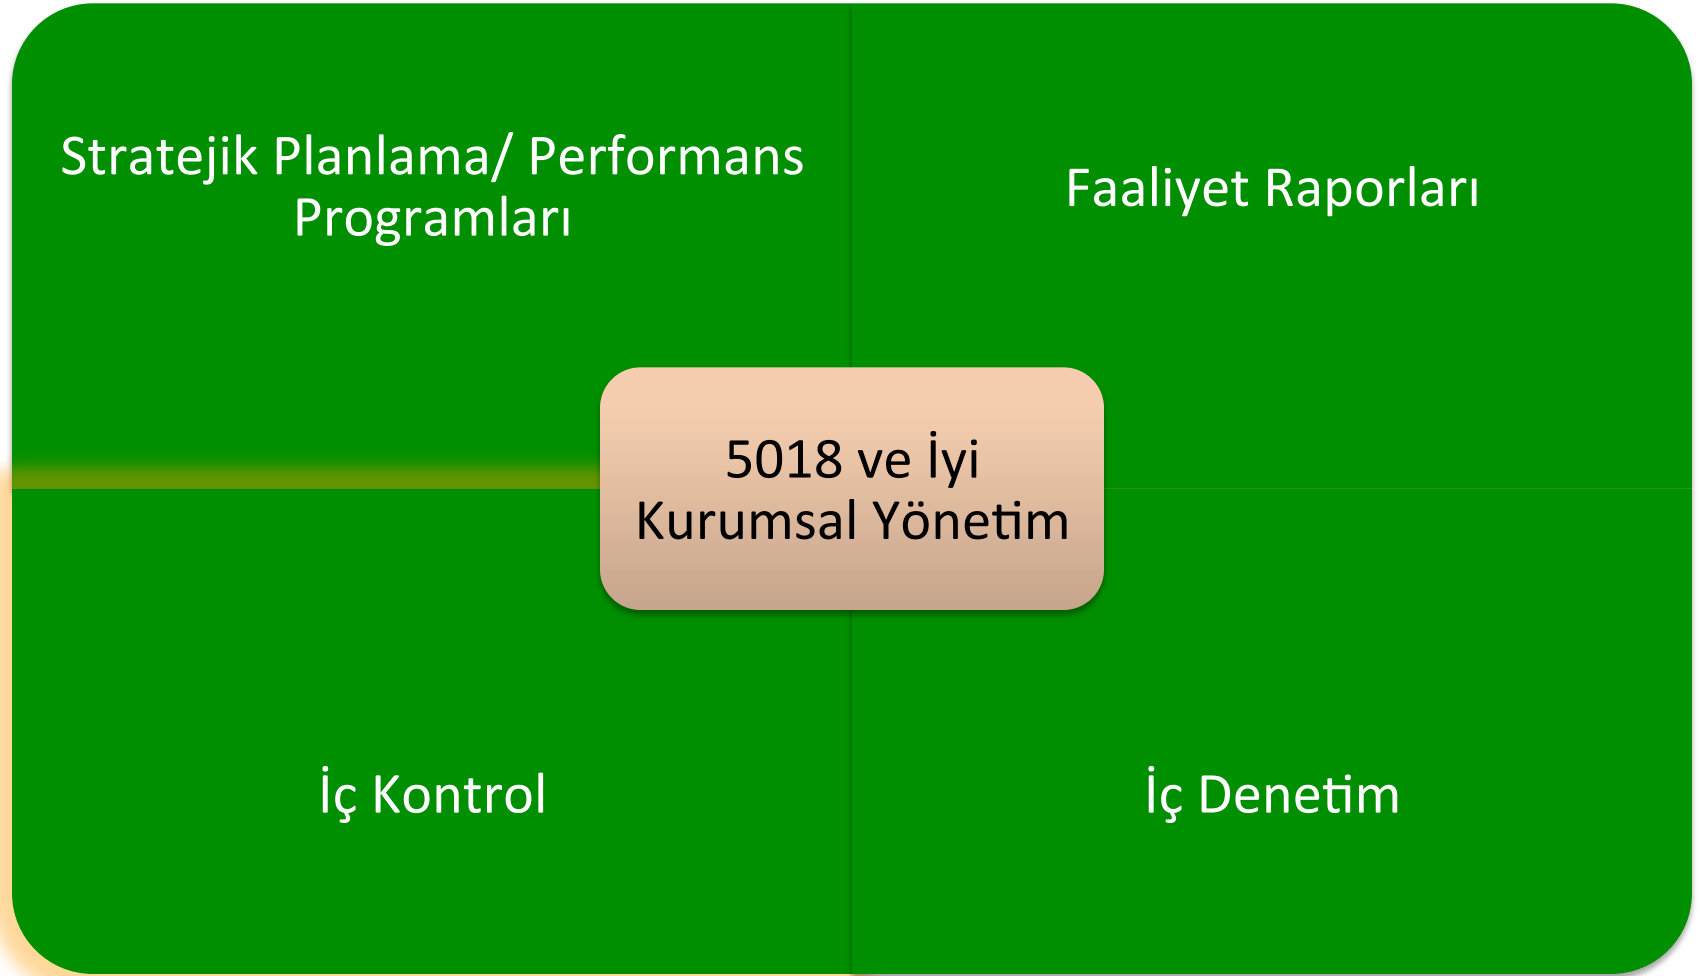 Stratejik Planlama/ Performans
Programları
Faaliyet Raporları
5018 ve İyi
Kurumsal Yönetim
İç Kontrol
İç Denetim